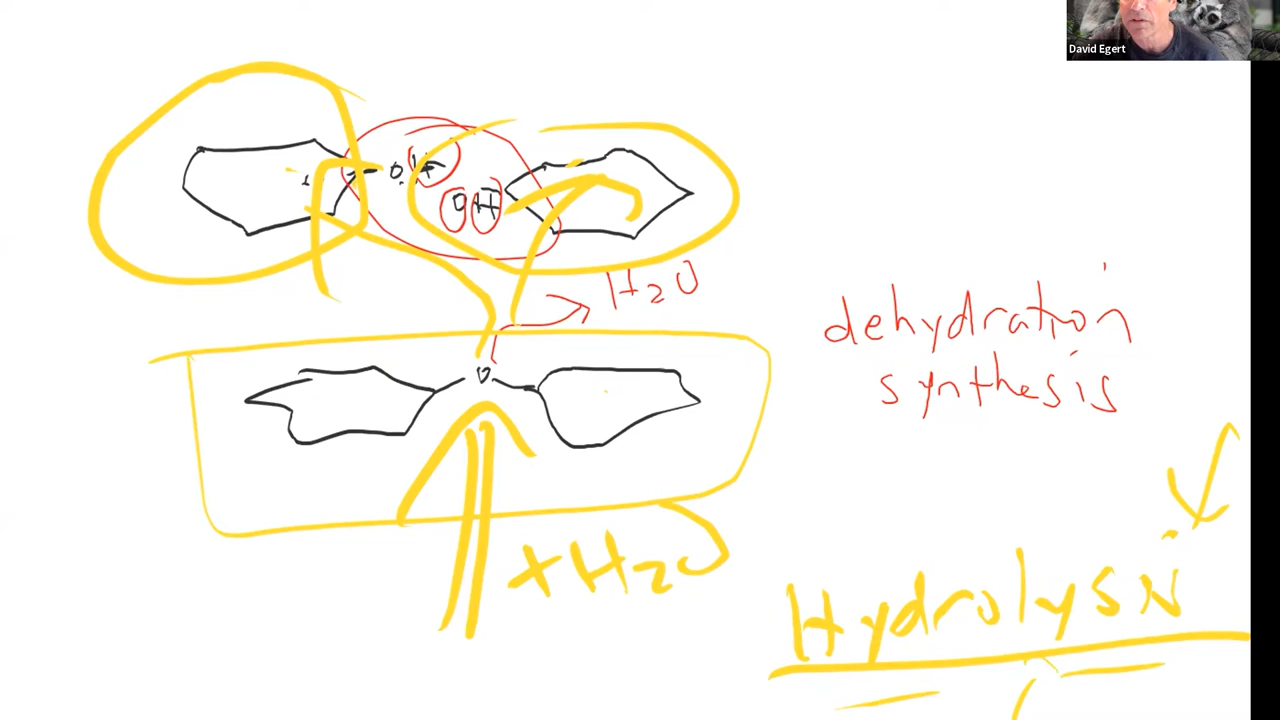 David Egert
OH
OH
H2O
dehydration
synthesis
O
+H2O
Hydrolysis